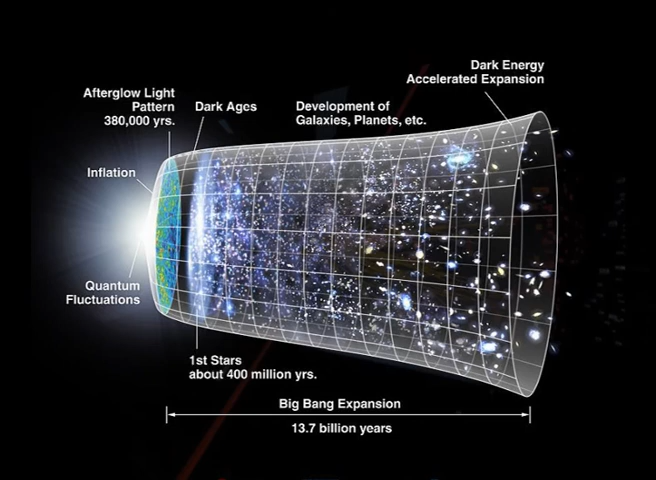 Dark Energy
Accelerated Expansion
Afterglow Light
Pattern
380,000 yrs.
Dark Ages
Development of
Galaxies, Planets, etc.
Inflation
Quantum
Fluctuations
1st Stars
about 400 million yrs.
Big Bang Expansion
13.7 billion years